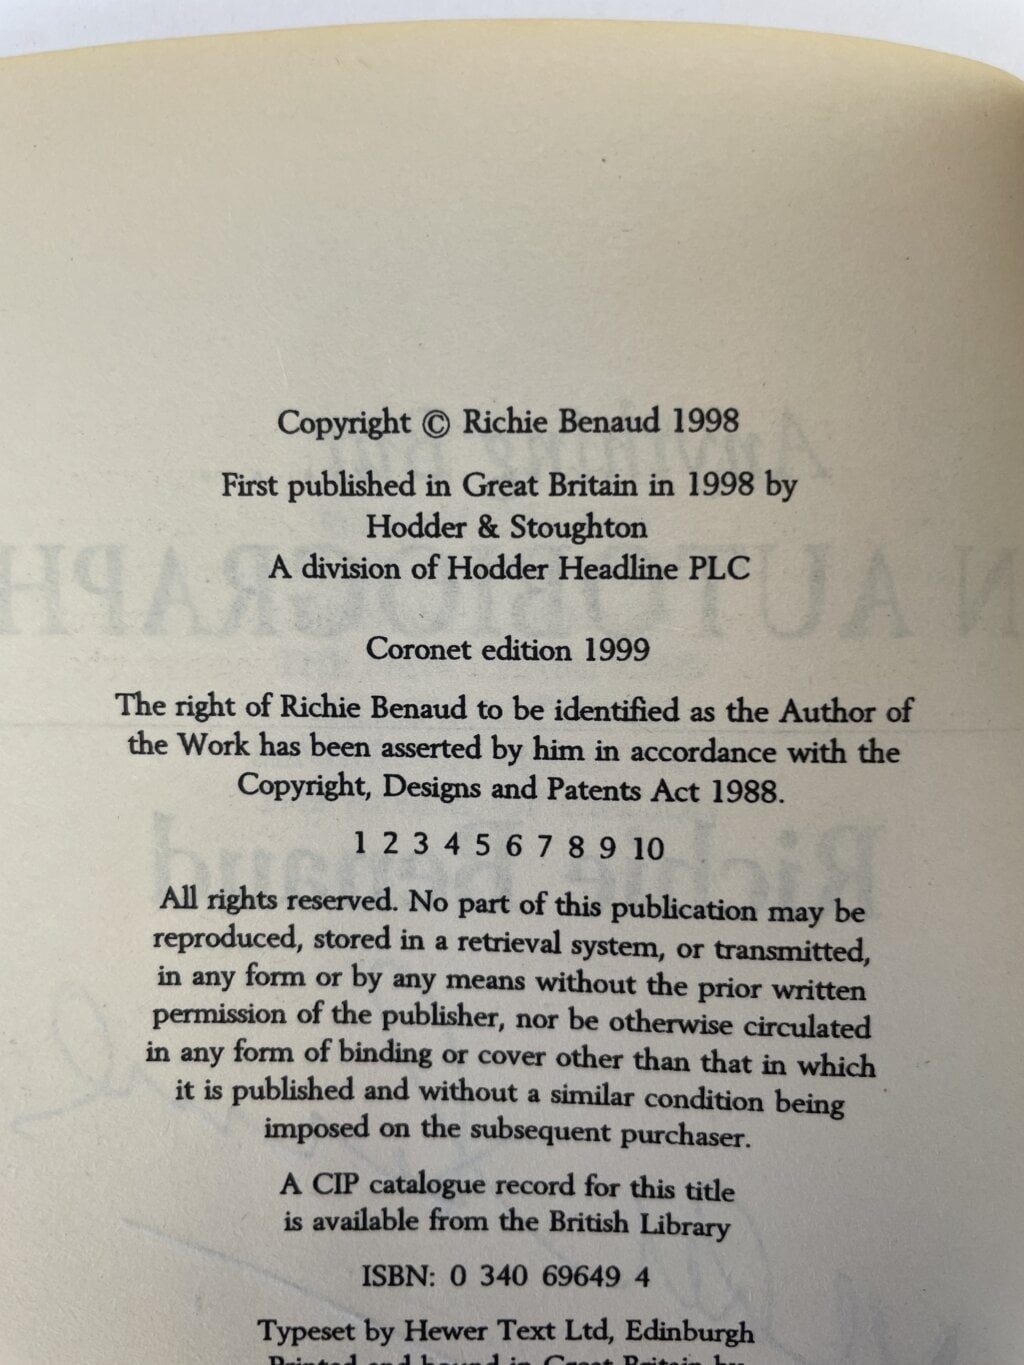 Copyright © Richie Benaud 1998
First published in Great Britain in 1998 by
Hodder & Stoughton
A division of Hodder Headline PLC
Coronet edition 1999
The right of Richie Benaud to be identified as the Author of
the Work has been asserted by him in accordance with the
Copyright, Designs and Patents Act 1988.
1 2 3 4 5 6 7 8 9 10
All rights reserved. No part of this publication may be
reproduced, stored in a retrieval system, or transmitted,
in any form or by any means without the prior written
permission of the publisher, nor be otherwise circulated
in any form of binding or cover other than that in which
it is published and without a similar condition being
imposed on the subsequent purchaser.
A CIP catalogue record for this title
is available from the British Library
ISBN: 0 340 69649 4
Typeset by Hewer Text Ltd, Edinburgh
Printed and bound in Great Britain by